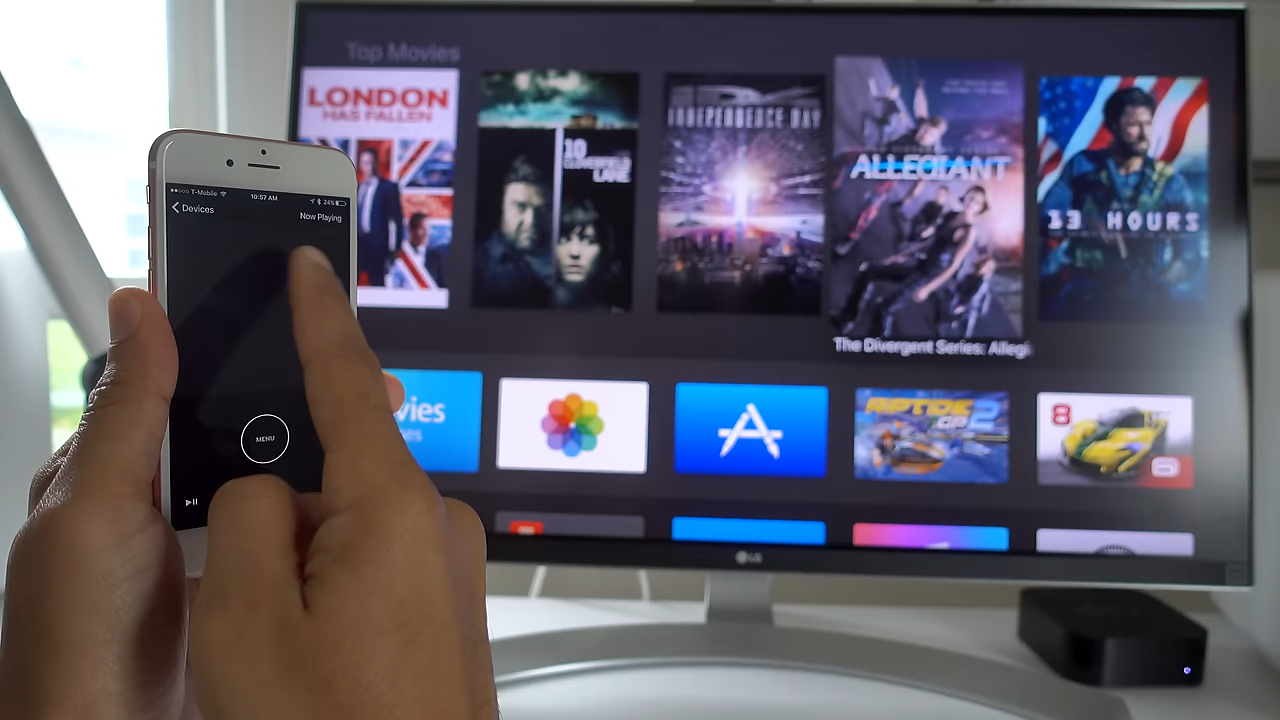 Top Movies
LONDON
HAS FALLEN
10
CLOVERFIELD
LANE
INDEPENDENCE DAY
ALLEGIANT
13 HOURS
The Divergent Series: Allegi
T-Mobile
10:57 AM
24%
Devices
Now Playing
MENU
vies
RIPTIDE
GP2
8
LG